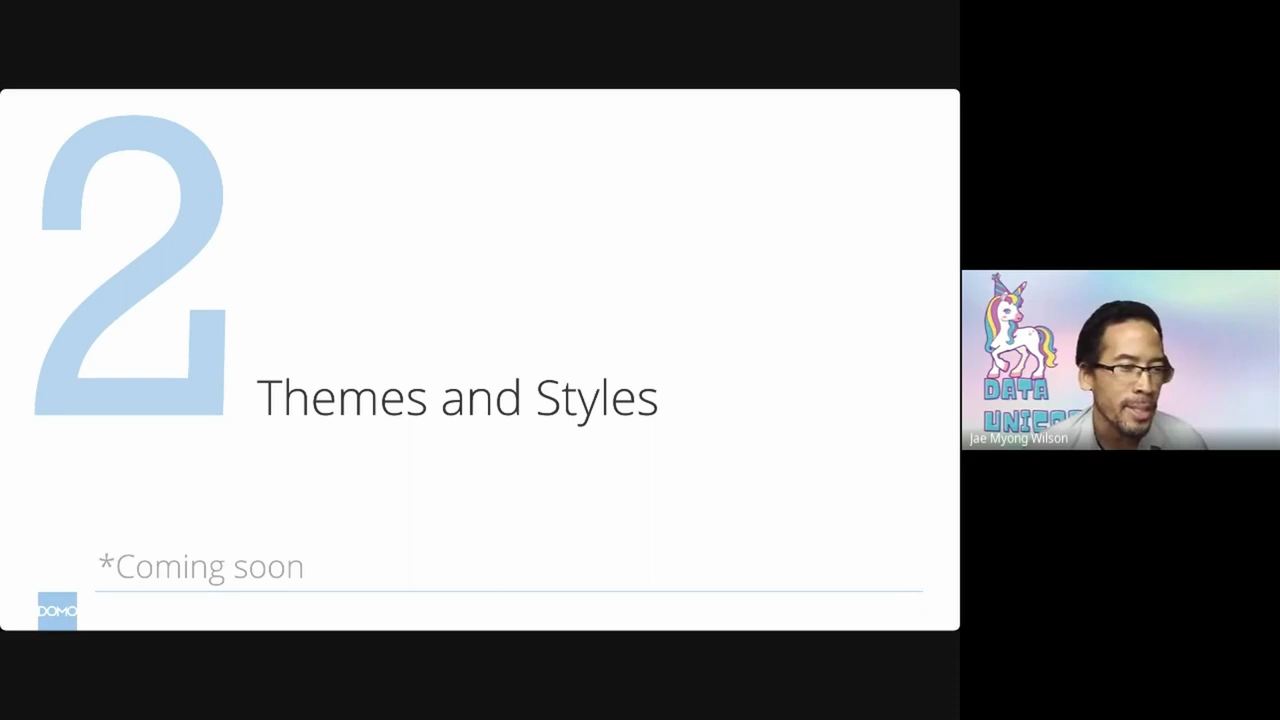 2
Themes and Styles
*Coming soon
DOMO
DATA
Jae Myong Wilson